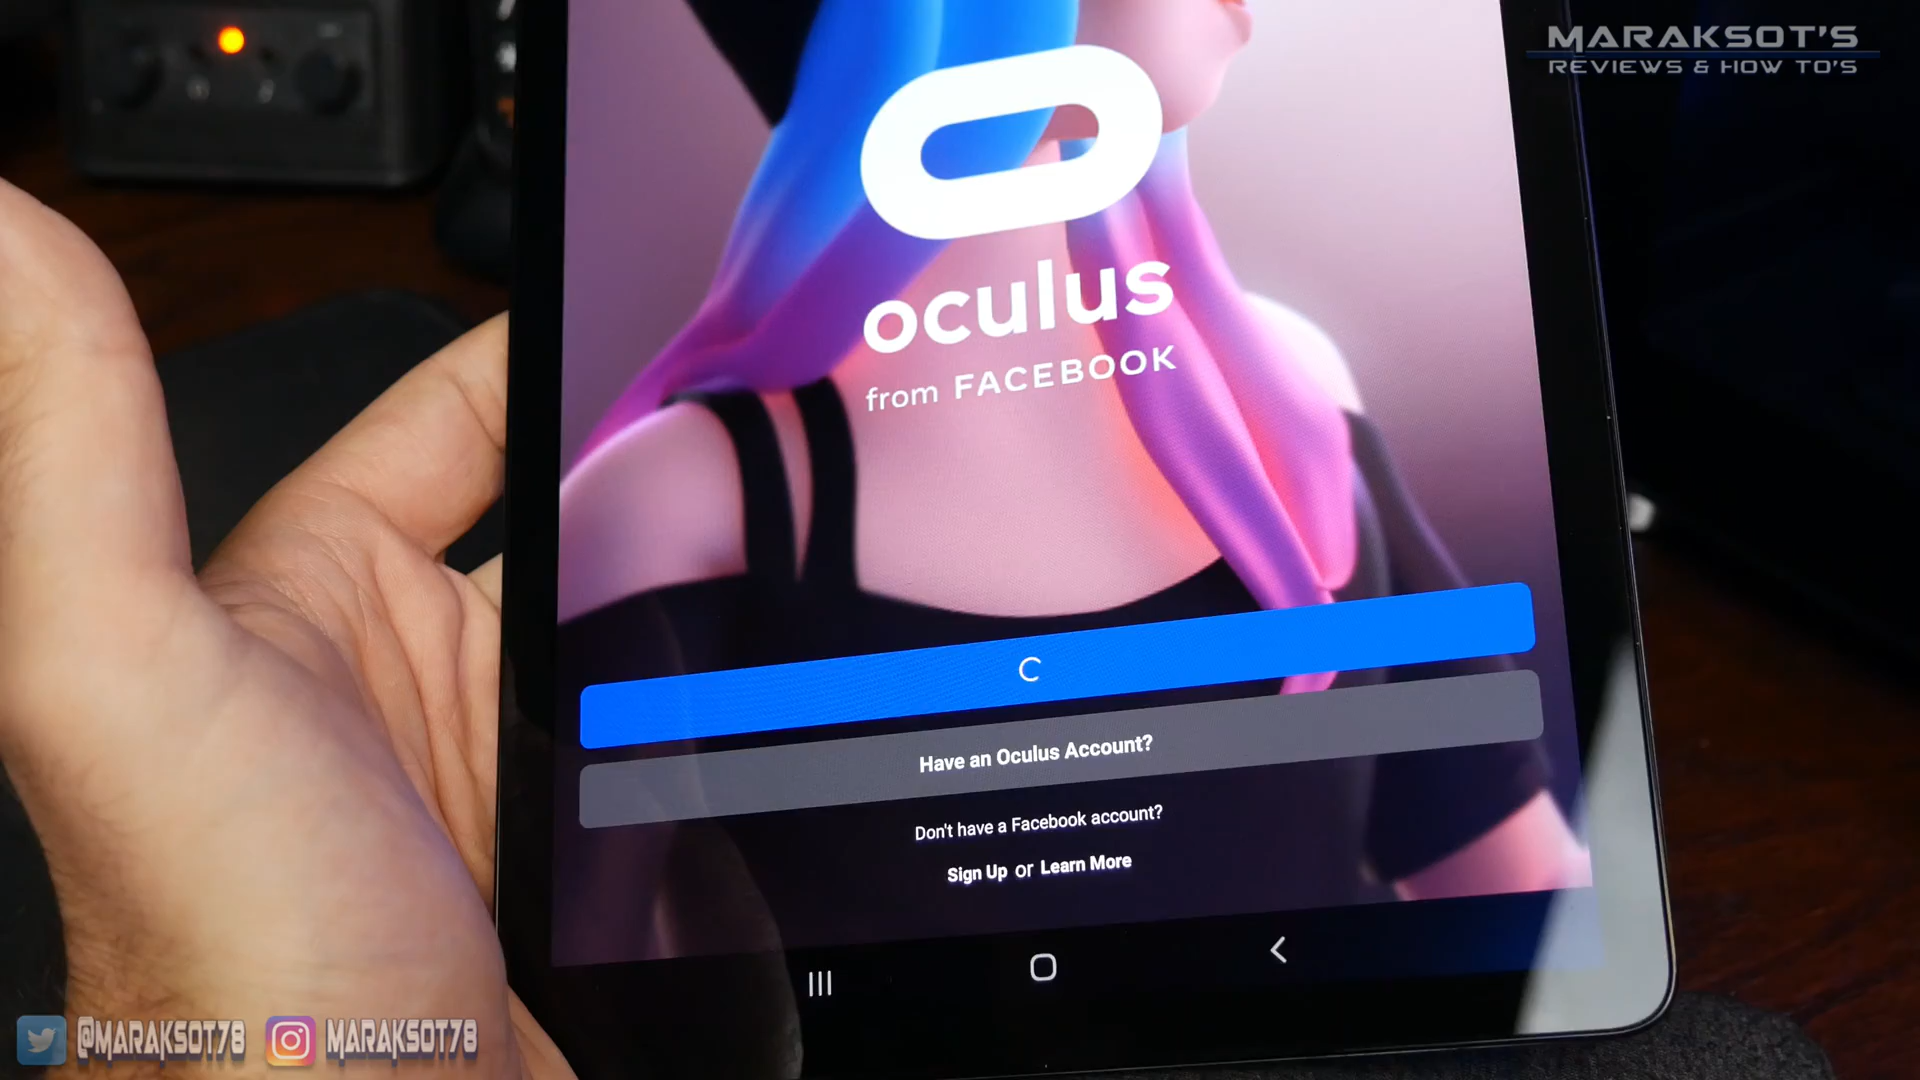 MARAKSOT'S
REVIEWS & HOW TO'S
oculus
from FACEBOOK
Have an Oculus Account?
Don't have a Facebook account?
Sign Up or Learn More
@MARAKSOT78 MARAKSOT78